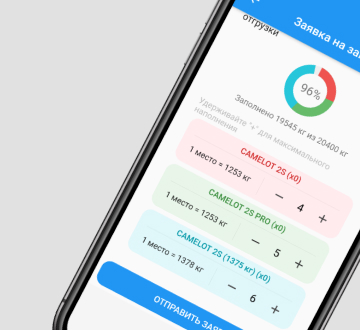 Заявка на за
отгрузки
96%
Заполнено 19545 кг из 20400 кг
Удерживайте "+" для максимального
наполнения
CAMELOT 2S (x0)
1 место = 1253 кг
− 4 +
CAMELOT 2S PRO (x0)
1 место = 1253 кг
− 5 +
CAMELOT 2S (1375 кг) (x0)
1 место = 1378 кг
− 6 +
ОТПРАВИТЬ ЗАЯВ